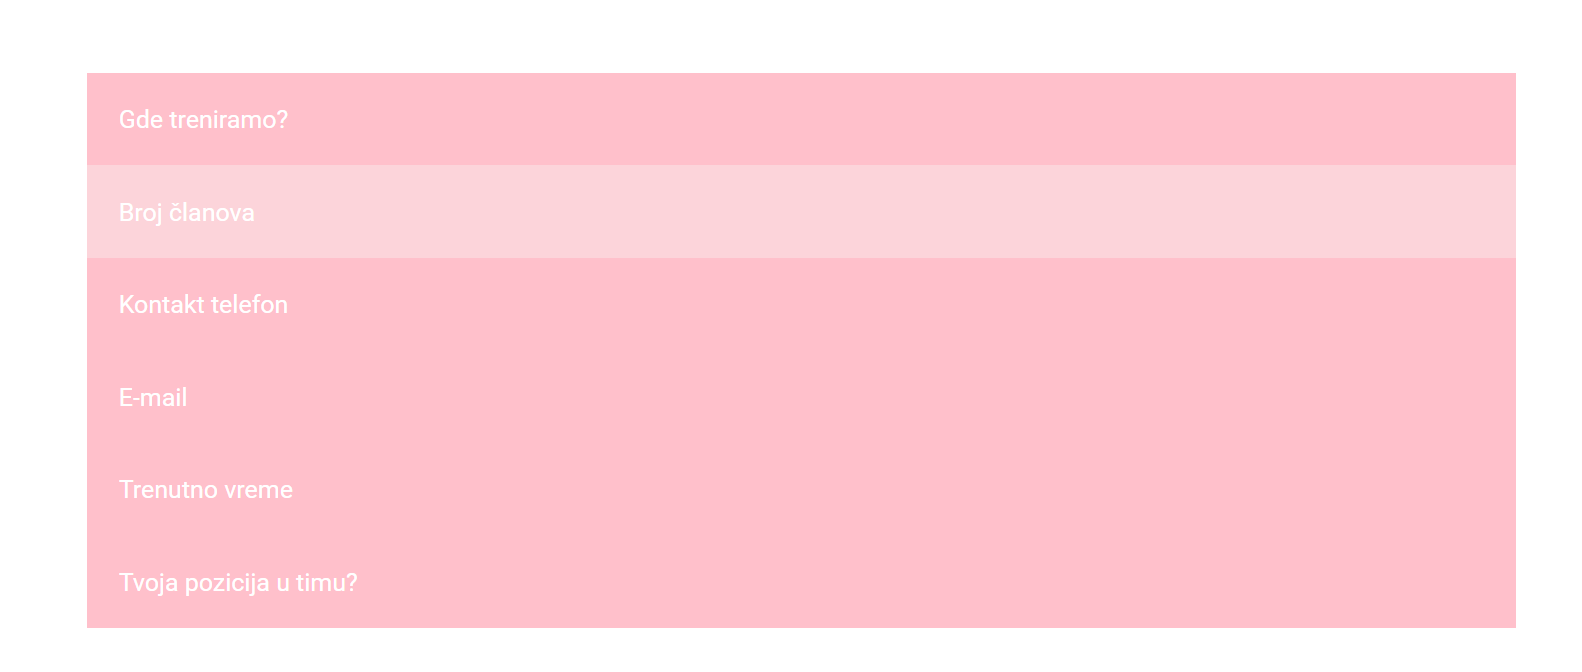 Gde treniramo?
Broj članova
Kontakt telefon
E-mail
Trenutno vreme
Tvoja pozicija u timu?